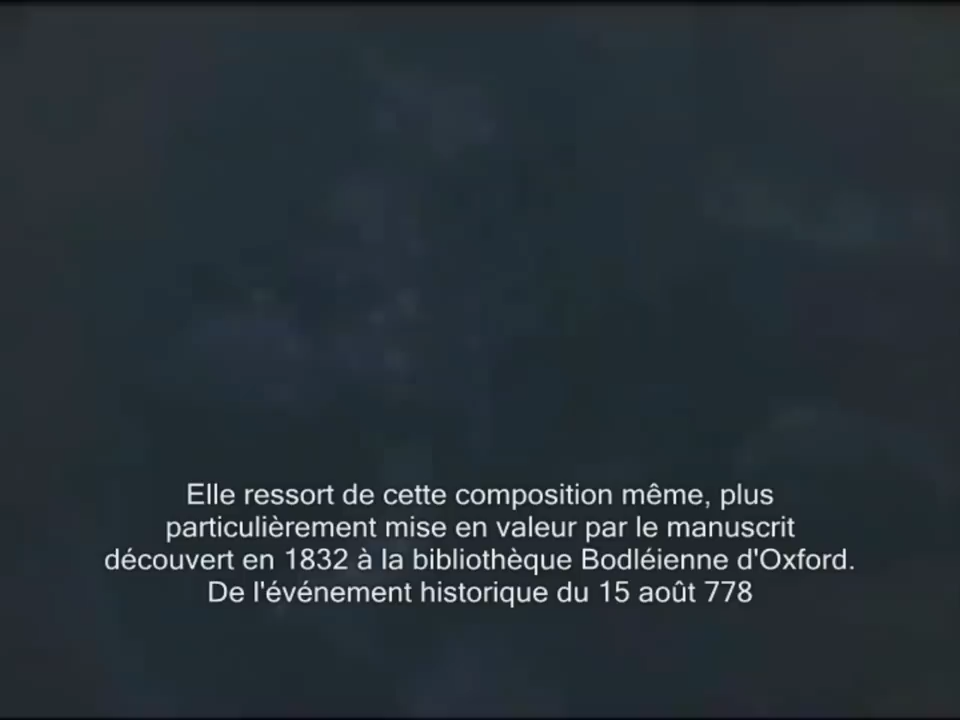 Elle ressort de cette composition même, plus
particulièrement mise en valeur par le manuscrit
découvert en 1832 à la bibliothèque Bodléienne d'Oxford.
De l'événement historique du 15 août 778